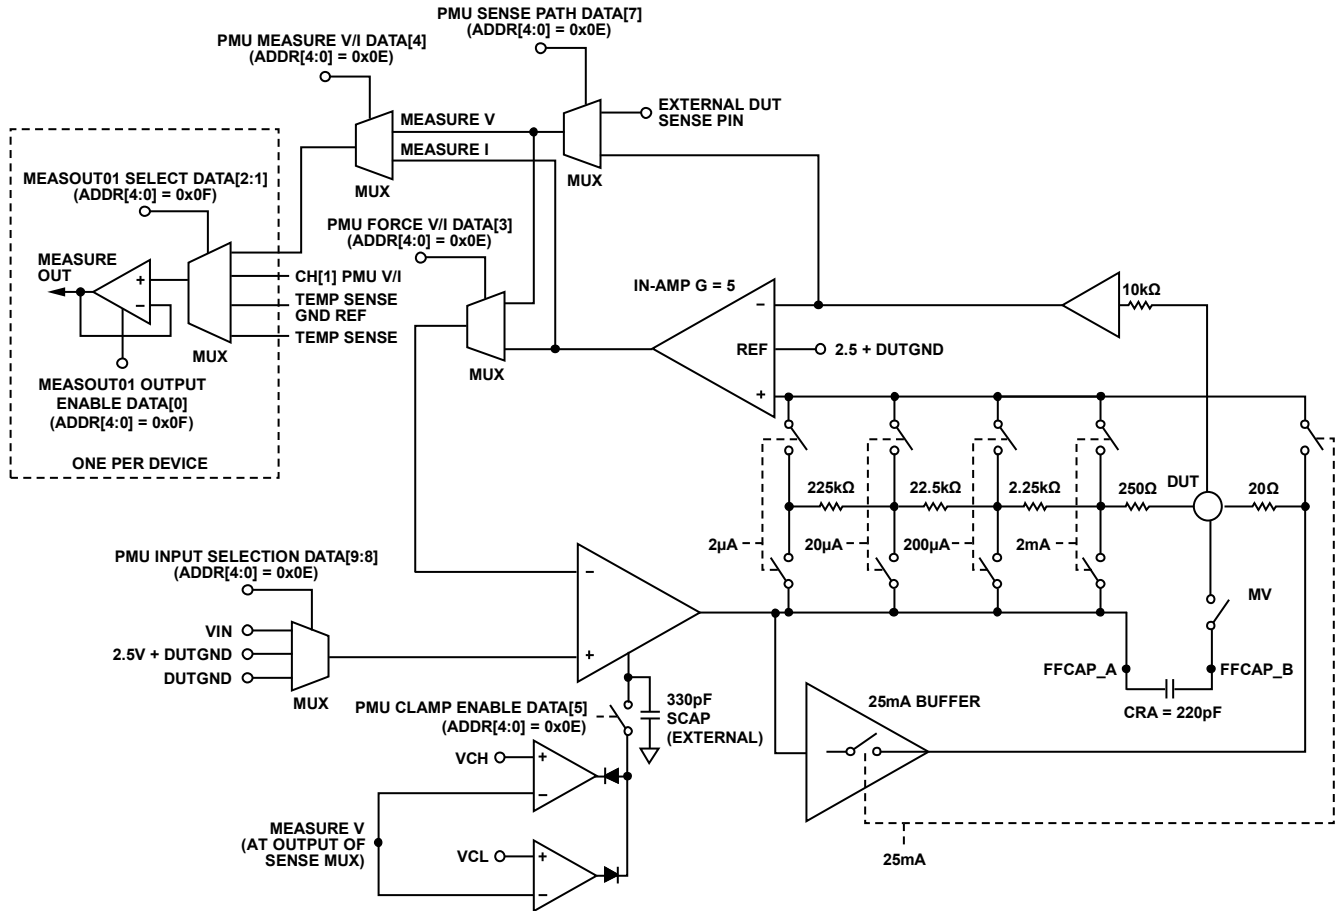 PMU SENSE PATH DATA[7]
(ADDR[4:0] = 0x0E)
PMU MEASURE V/I DATA[4]
(ADDR[4:0] = 0x0E)
EXTERNAL DUT
SENSE PIN
MEASURE V
MEASURE I
MUX
MUX
MEASOUT01 SELECT DATA[2:1]
(ADDR[4:0] = 0x0F)
PMU FORCE V/I DATA[3]
(ADDR[4:0] = 0x0E)
MEASURE
OUT
+
−
CH[1] PMU V/I
TEMP SENSE
GND REF
TEMP SENSE
MUX
MEASOUT01 OUTPUT
ENABLE DATA[0]
(ADDR[4:0] = 0x0F)
ONE PER DEVICE
MUX
IN-AMP G = 5
−
REF
+
2.5 + DUTGND
10kΩ
225kΩ
22.5kΩ
2.25kΩ
250Ω
DUT
20Ω
2µA
20µA
200µA
2mA
MV
PMU INPUT SELECTION DATA[9:8]
(ADDR[4:0] = 0x0E)
VIN
2.5V + DUTGND
DUTGND
MUX
−
+
FFCAP_A
FFCAP_B
CRA = 220pF
PMU CLAMP ENABLE DATA[5]
(ADDR[4:0] = 0x0E)
330pF
SCAP
(EXTERNAL)
25mA BUFFER
VCH
+
−
MEASURE V
(AT OUTPUT OF
SENSE MUX)
VCL
+
−
25mA